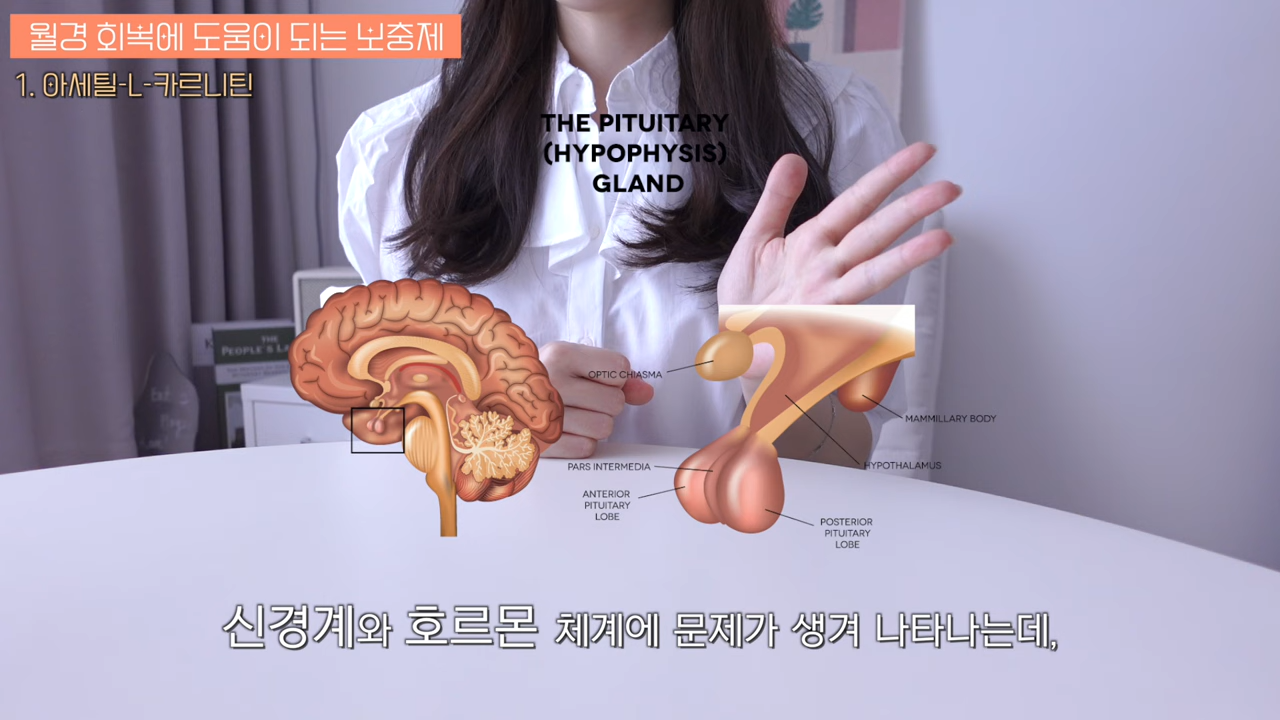 월경 회복에 도움이 되는 보충제
1. 아세틸-L-카르니틴
THE PITUITARY
(HYPOPHYSIS)
GLAND
THE
PEOPLE'S
OPTIC CHIASMA
MAMMILLARY BODY
HYPOTHALAMUS
PARS INTERMEDIA
ANTERIOR
PITUITARY
LOBE
POSTERIOR
PITUITARY
LOBE
신경계와 호르몬 체계에 문제가 생겨 나타나는데,